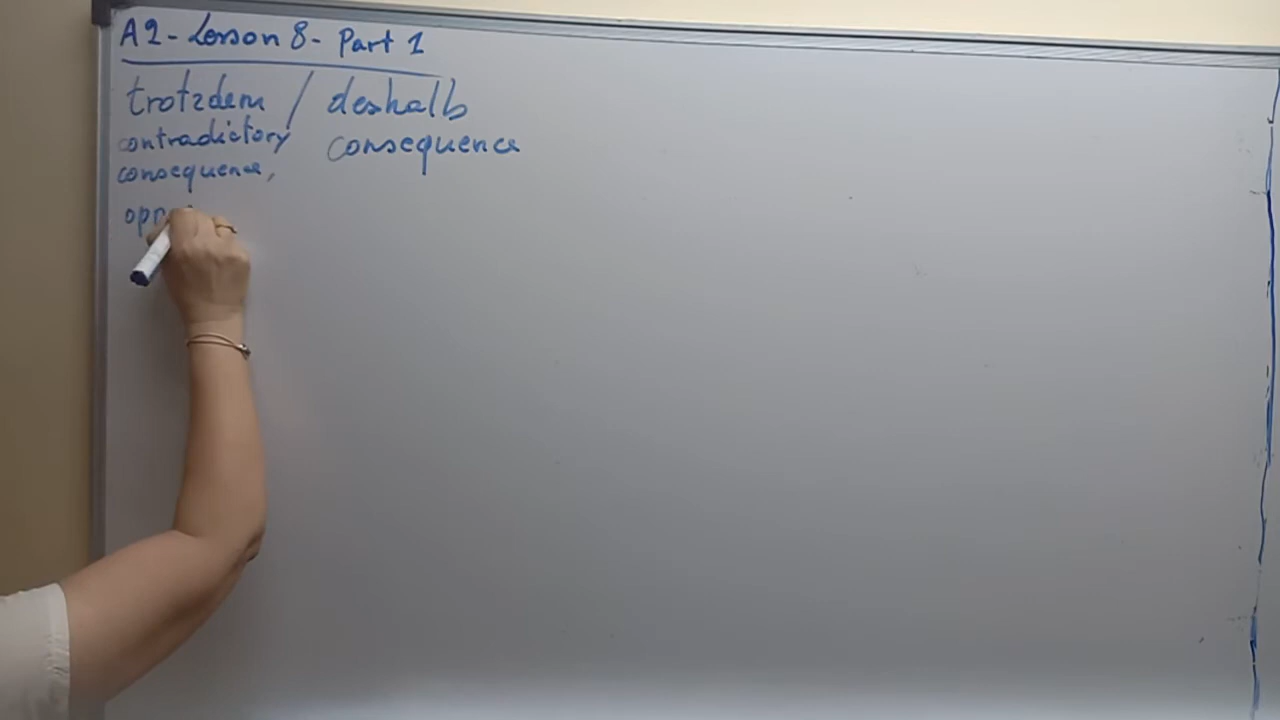 A2 - Lesson 8 - Part 1
trotzdem / deshalb
contradictory consequence
consequence,